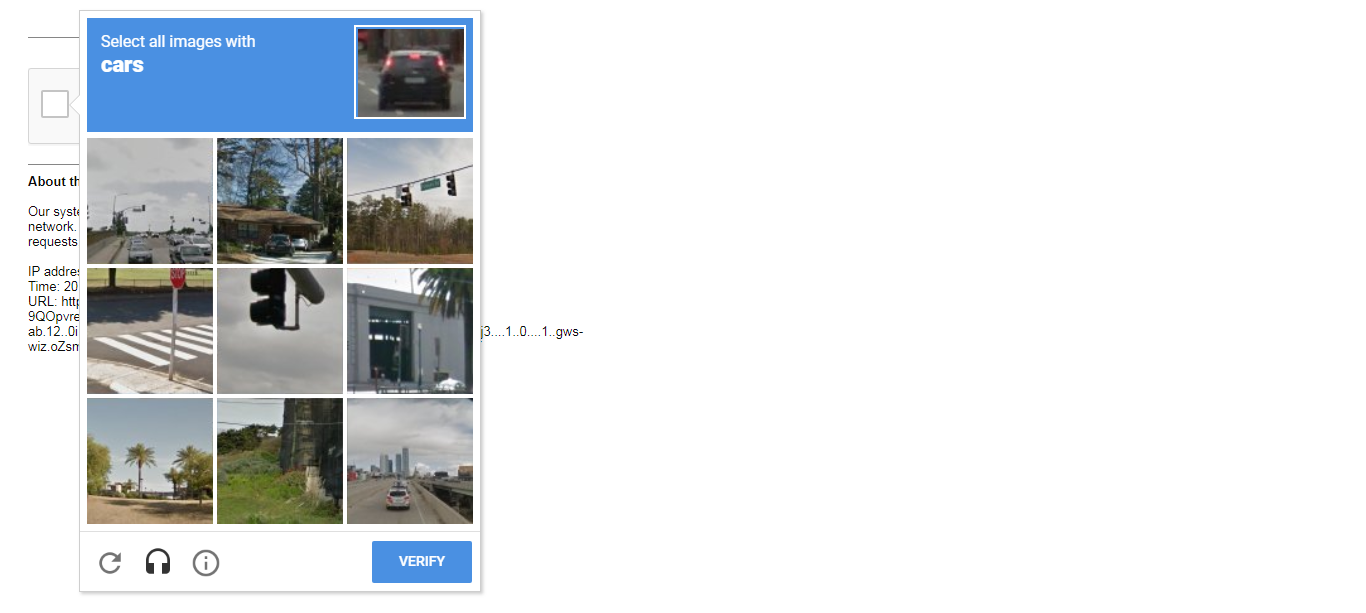 Select all images with
cars
About th
Our syste
network.
requests
IP addres
Time: 20
URL: http
9QOpvre
ab.12..0i
j3....1..0....1..gws-
wiz.oZsm
VERIFY